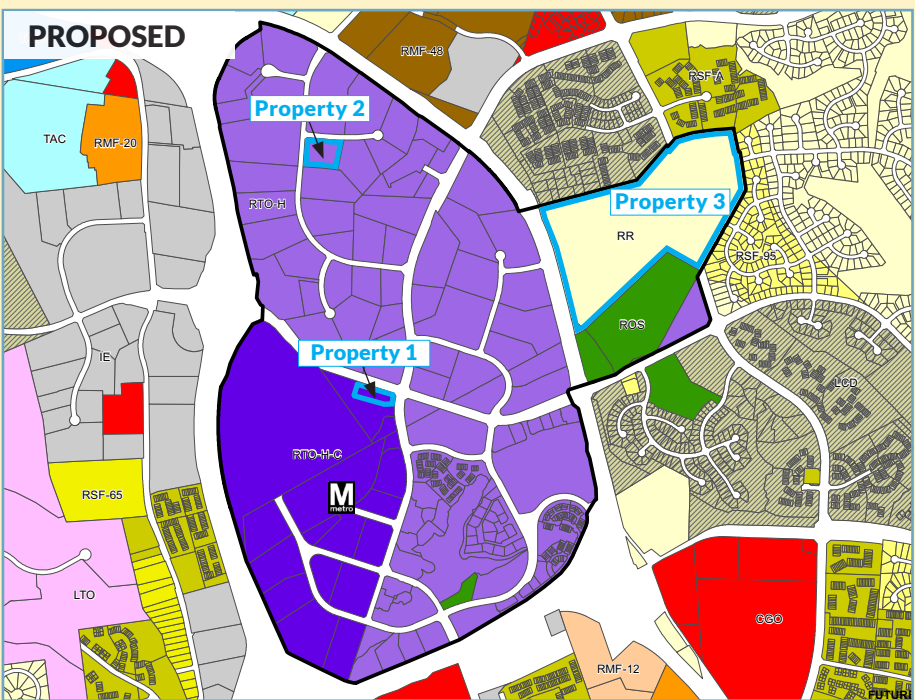 PROPOSED
RMF-48
RSF-A
Property 2
TAC
RMF-20
Property 3
RTO-H
RR
RSF-95
ROS
Property 1
IE
LCD
RTO-H-C
RSF-65
M
metro
LTO
CGO
RMF-12
FUTURE